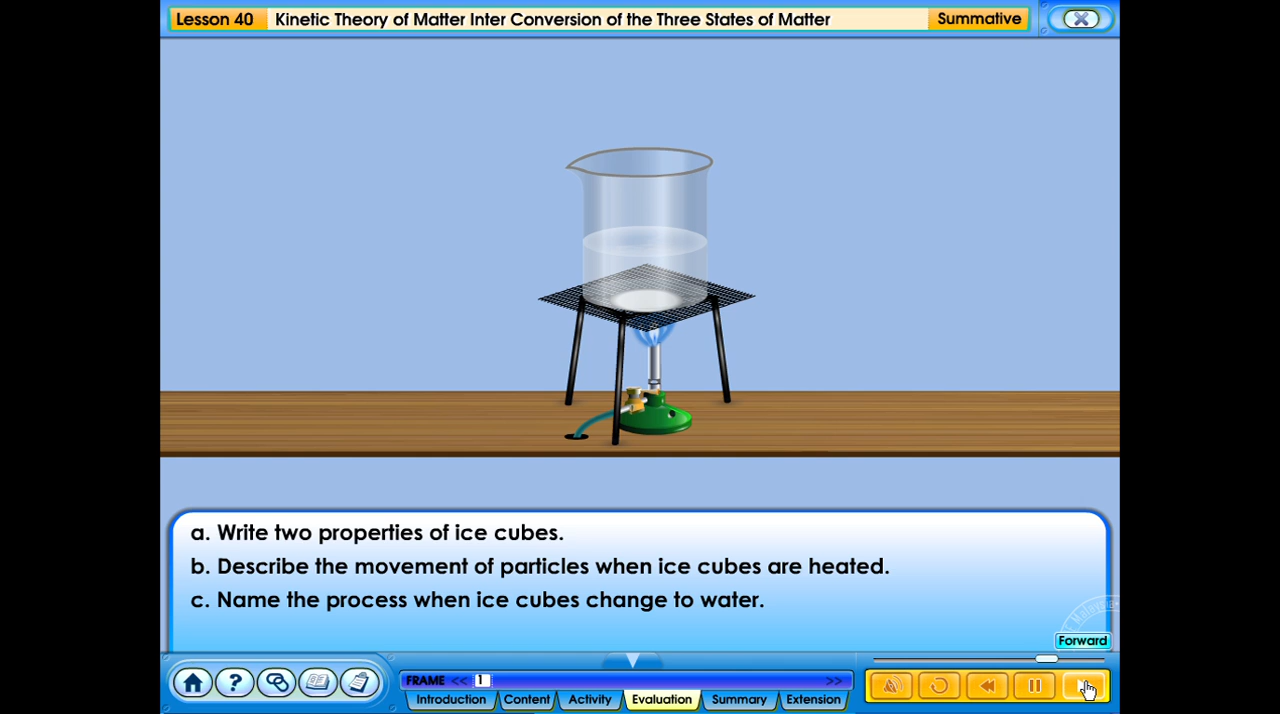 Lesson 40
Kinetic Theory of Matter Inter Conversion of the Three States of Matter
Summative
a. Write two properties of ice cubes.
b. Describe the movement of particles when ice cubes are heated.
c. Name the process when ice cubes change to water.
Malaysia
Forward
FRAME << 1 >>
Introduction
Content
Activity
Evaluation
Summary
Extension